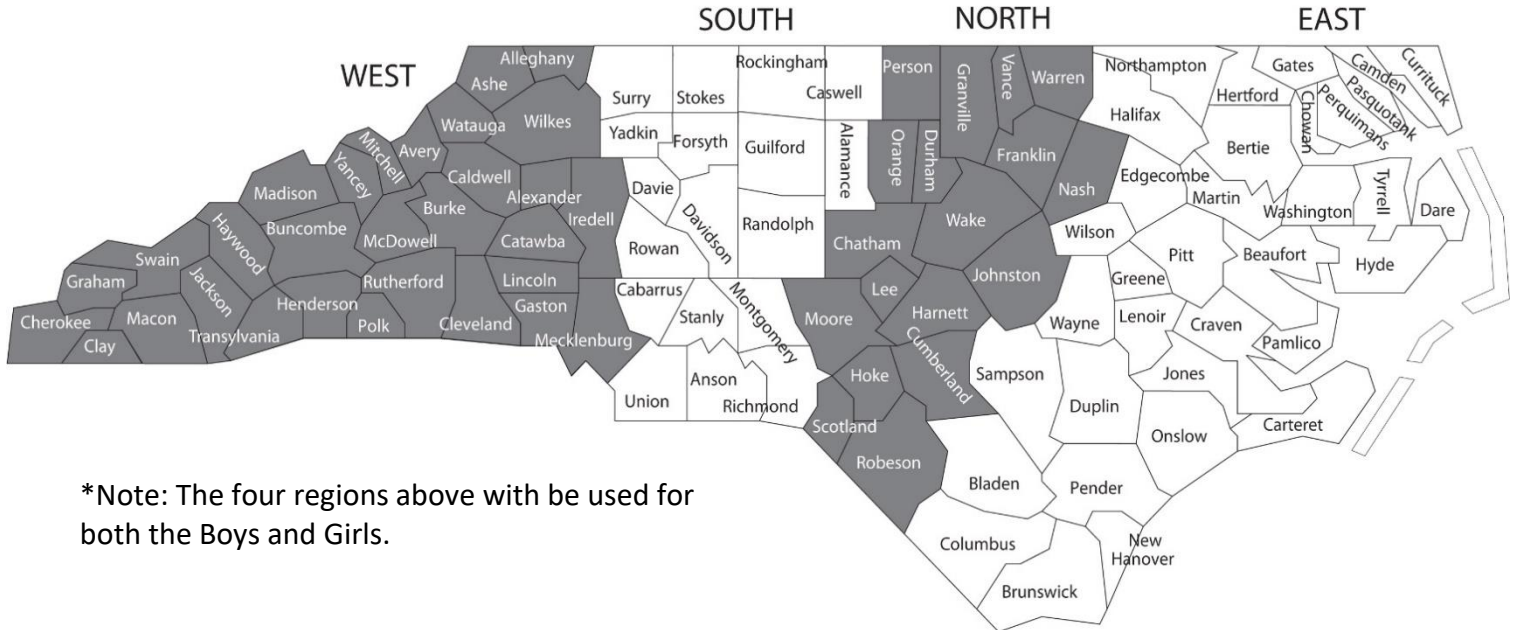 SOUTH
NORTH
EAST
WEST
Alleghany
Ashe
Surry
Stokes
Rockingham
Caswell
Person
Granville
Vance
Warren
Northampton
Gates
Camden
Currituck
Pasquotank
Perquimans
Chowan
Hertford
Halifax
Bertie
Watauga
Wilkes
Yadkin
Forsyth
Guilford
Alamance
Orange
Durham
Franklin
Nash
Edgecombe
Martin
Washington
Tyrrell
Dare
Mitchell
Avery
Yancey
Caldwell
Alexander
Iredell
Davie
Davidson
Randolph
Chatham
Wake
Wilson
Pitt
Beaufort
Hyde
Madison
Buncombe
McDowell
Burke
Catawba
Rowan
Haywood
Swain
Graham
Jackson
Rutherford
Lincoln
Cabarrus
Stanly
Montgomery
Moore
Lee
Harnett
Johnston
Greene
Wayne
Lenoir
Craven
Pamlico
Cherokee
Clay
Macon
Transylvania
Henderson
Polk
Cleveland
Gaston
Mecklenburg
Union
Anson
Richmond
Hoke
Cumberland
Scotland
Sampson
Duplin
Jones
Carteret
Onslow
Robeson
Bladen
Pender
Columbus
New
Hanover
Brunswick
*Note: The four regions above with be used for
both the Boys and Girls.